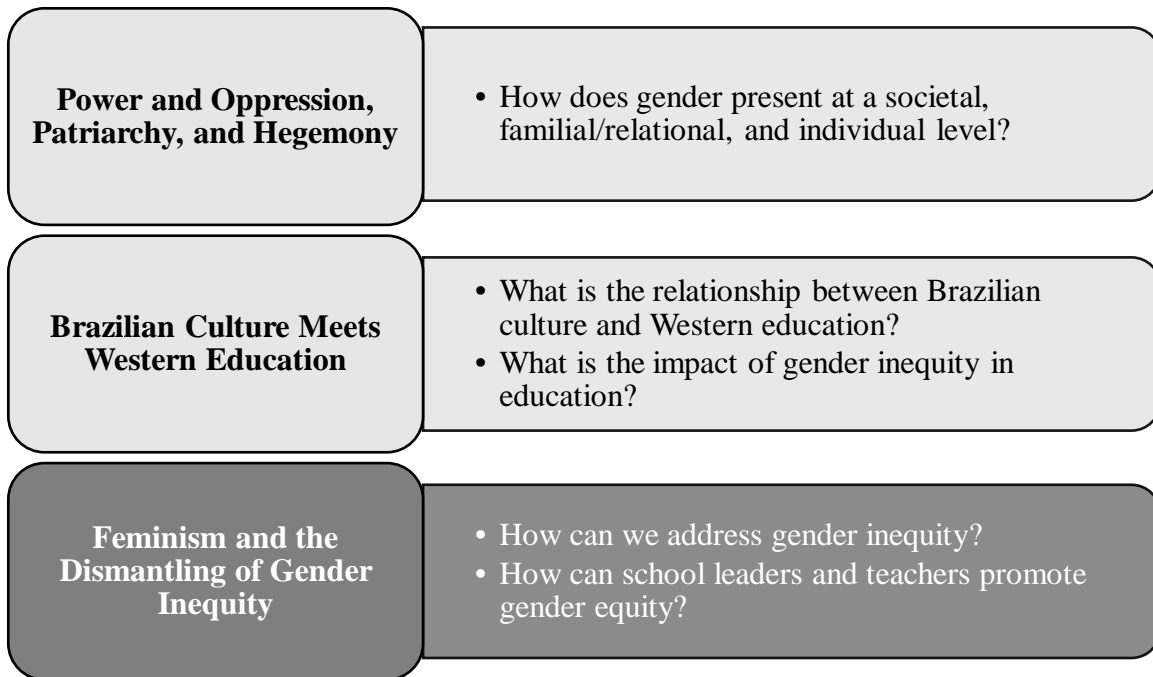 Power and Oppression,
Patriarchy, and Hegemony
• How does gender present at a societal,
familial/relational, and individual level?
Brazilian Culture Meets
Western Education
• What is the relationship between Brazilian
culture and Western education?
• What is the impact of gender inequity in
education?
Feminism and the
Dismantling of Gender
Inequity
• How can we address gender inequity?
• How can school leaders and teachers promote
gender equity?